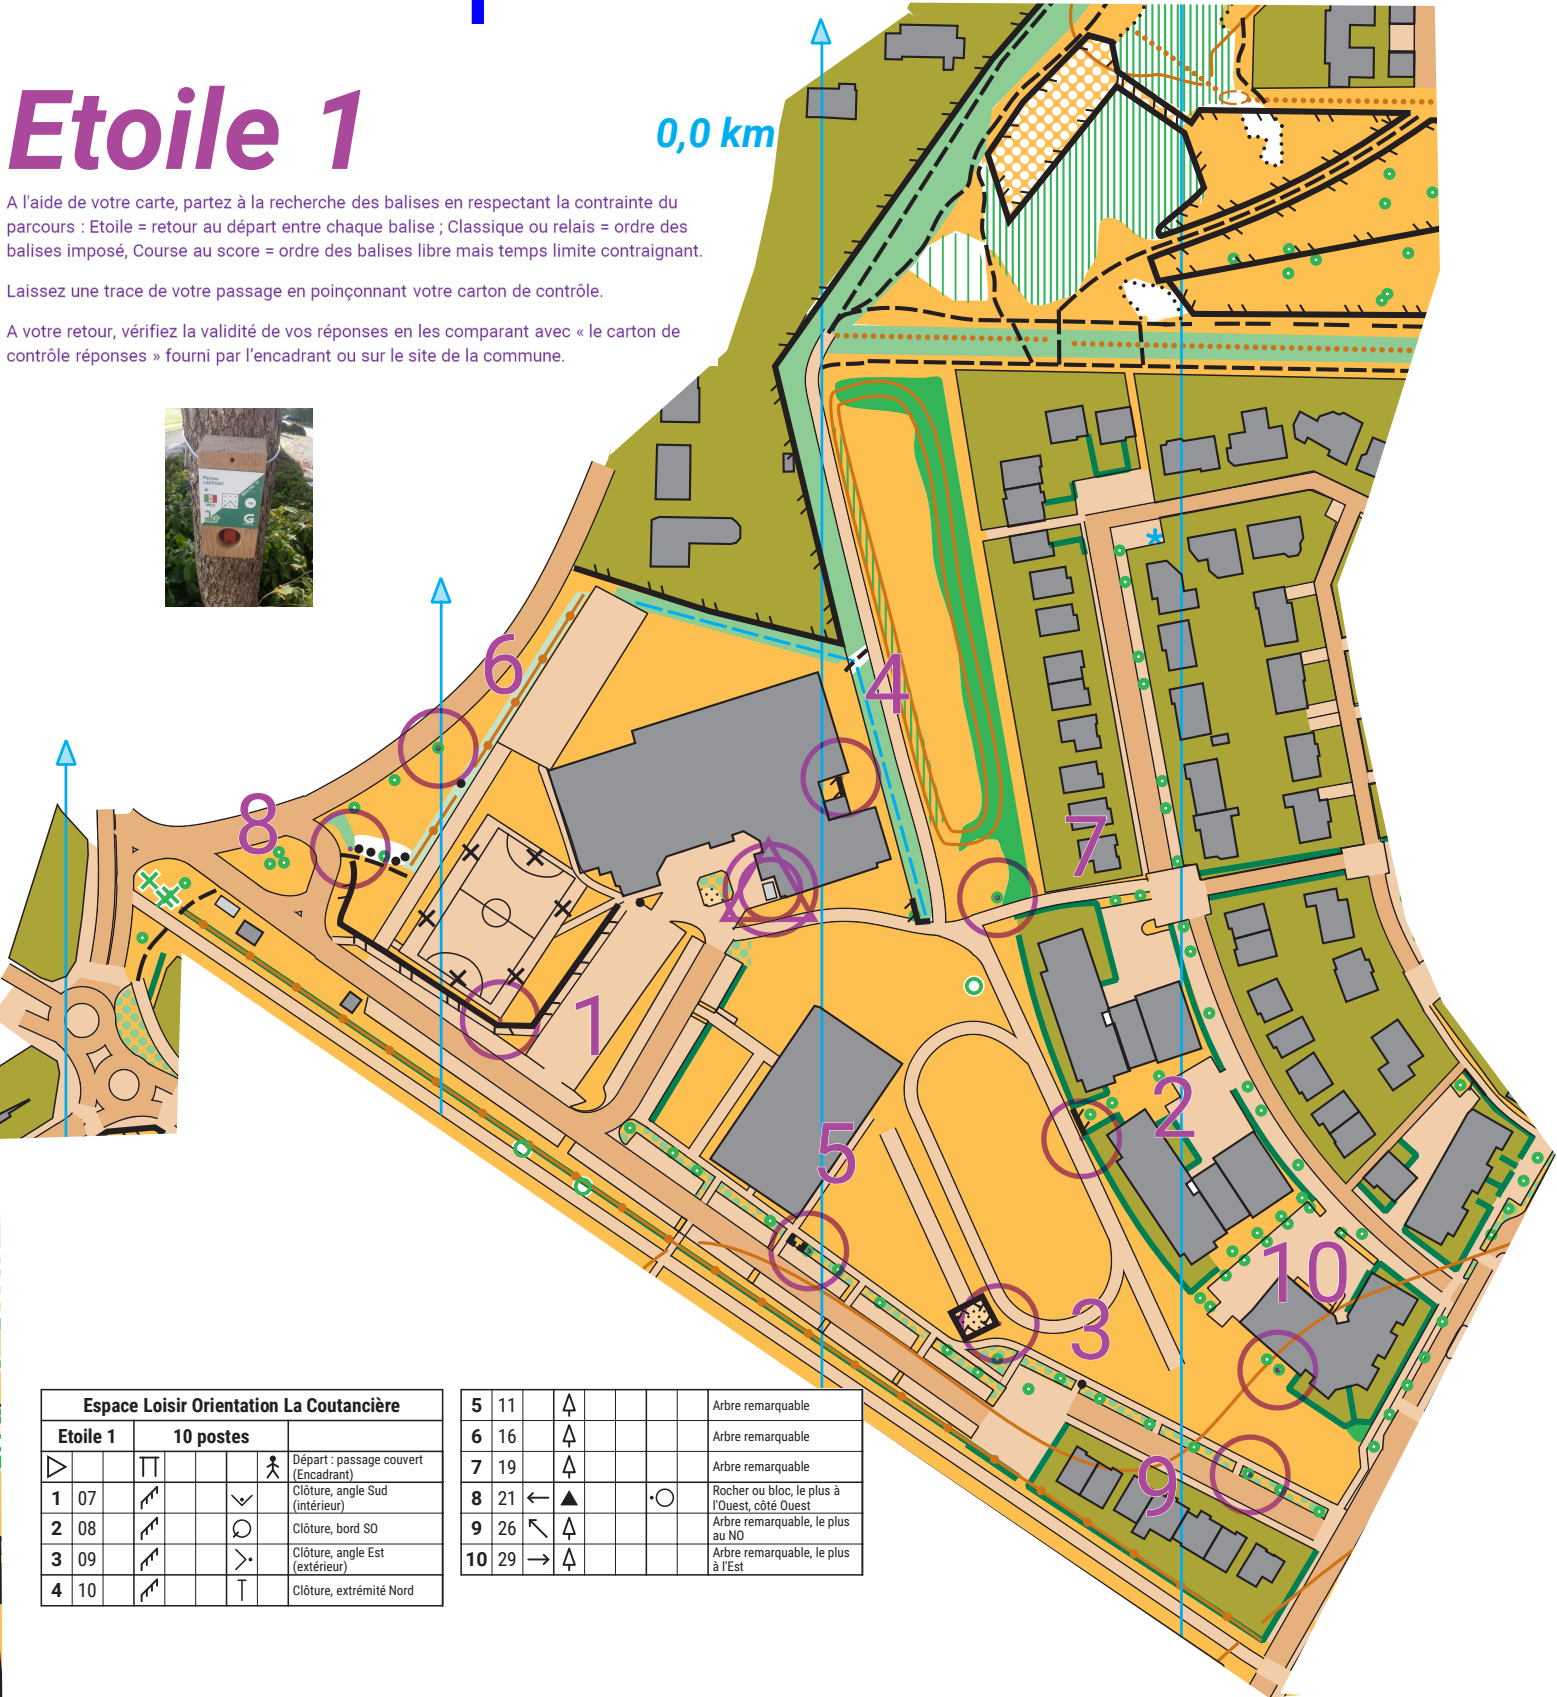 Etoile 1
0,0 km
A l'aide de votre carte, partez à la recherche des balises en respectant la contrainte du
parcours : Etoile = retour au départ entre chaque balise ; Classique ou relais = ordre des
balises imposé, Course au score = ordre des balises libre mais temps limite contraignant.
Laissez une trace de votre passage en poinçonnant votre carton de contrôle.
A votre retour, vérifiez la validité de vos réponses en les comparant avec « le carton de
contrôle réponses » fourni par l’encadrant ou sur le site de la commune.
6
4
8
7
1
2
5
10
3
9
Espace Loisir Orientation La Coutancière
Etoile 1 10 postes
Départ : passage couvert
(Encadrant)
1 07 Clôture, angle Sud
(intérieur)
2 08 Clôture, bord SO
3 09 Clôture, angle Est
(extérieur)
4 10 Clôture, extrémité Nord
5 11 Arbre remarquable
6 16 Arbre remarquable
7 19 Arbre remarquable
8 21 Rocher ou bloc, le plus à
l'Ouest, côté Ouest
9 26 Arbre remarquable, le plus
au NO
10 29 Arbre remarquable, le plus
à l'Est